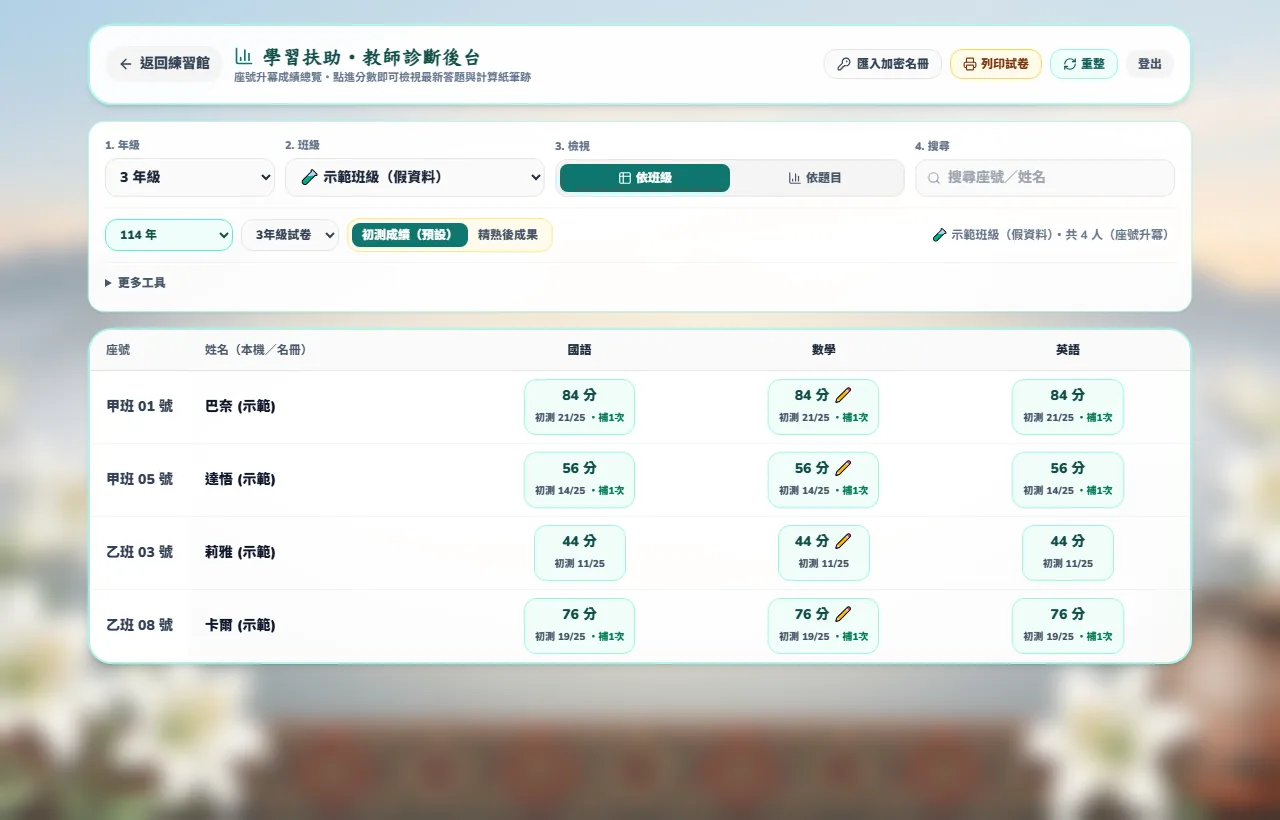 返回練習館
學習扶助・教師診斷後台
座號升冪成績總覽・點進分數即可檢視最新答題與計算紙筆跡
匯入加密名冊
列印試卷
重整
登出
1. 年級
2. 班級
3. 檢視
4. 搜尋
3 年級
示範班級（假資料）
依班級
依題目
搜尋座號／姓名
114 年
3年級試卷
初測成績（預設）
精熟後成果
示範班級（假資料）・共 4 人（座號升冪）
更多工具
座號
姓名（本機／名冊）
國語
數學
英語
甲班 01 號
巴奈 (示範)
84 分
初測 21/25 ・補1次
84 分
初測 21/25 ・補1次
84 分
初測 21/25 ・補1次
甲班 05 號
達悟 (示範)
56 分
初測 14/25 ・補1次
56 分
初測 14/25 ・補1次
56 分
初測 14/25 ・補1次
乙班 03 號
莉雅 (示範)
44 分
初測 11/25
44 分
初測 11/25
44 分
初測 11/25
乙班 08 號
卡爾 (示範)
76 分
初測 19/25 ・補1次
76 分
初測 19/25 ・補1次
76 分
初測 19/25 ・補1次